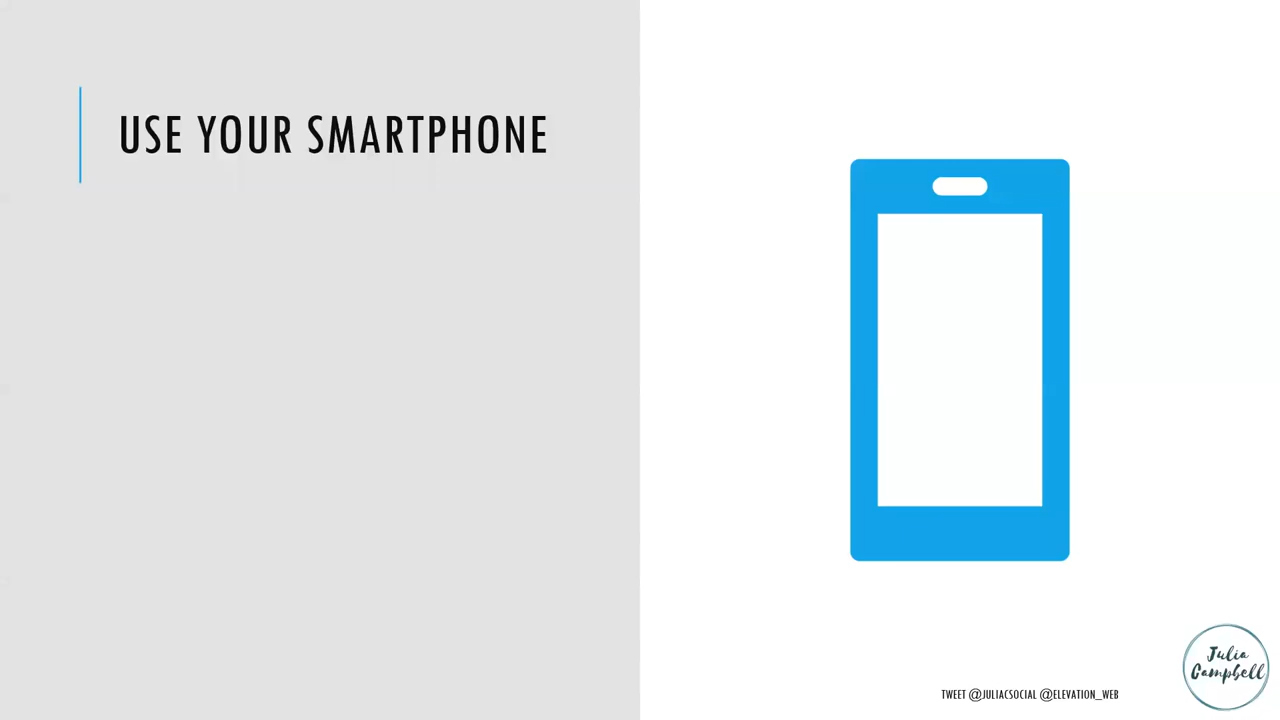 USE YOUR SMARTPHONE
TWEET @JULIACSOCIAL @ELEVATION_WEB
Julia
Campbell